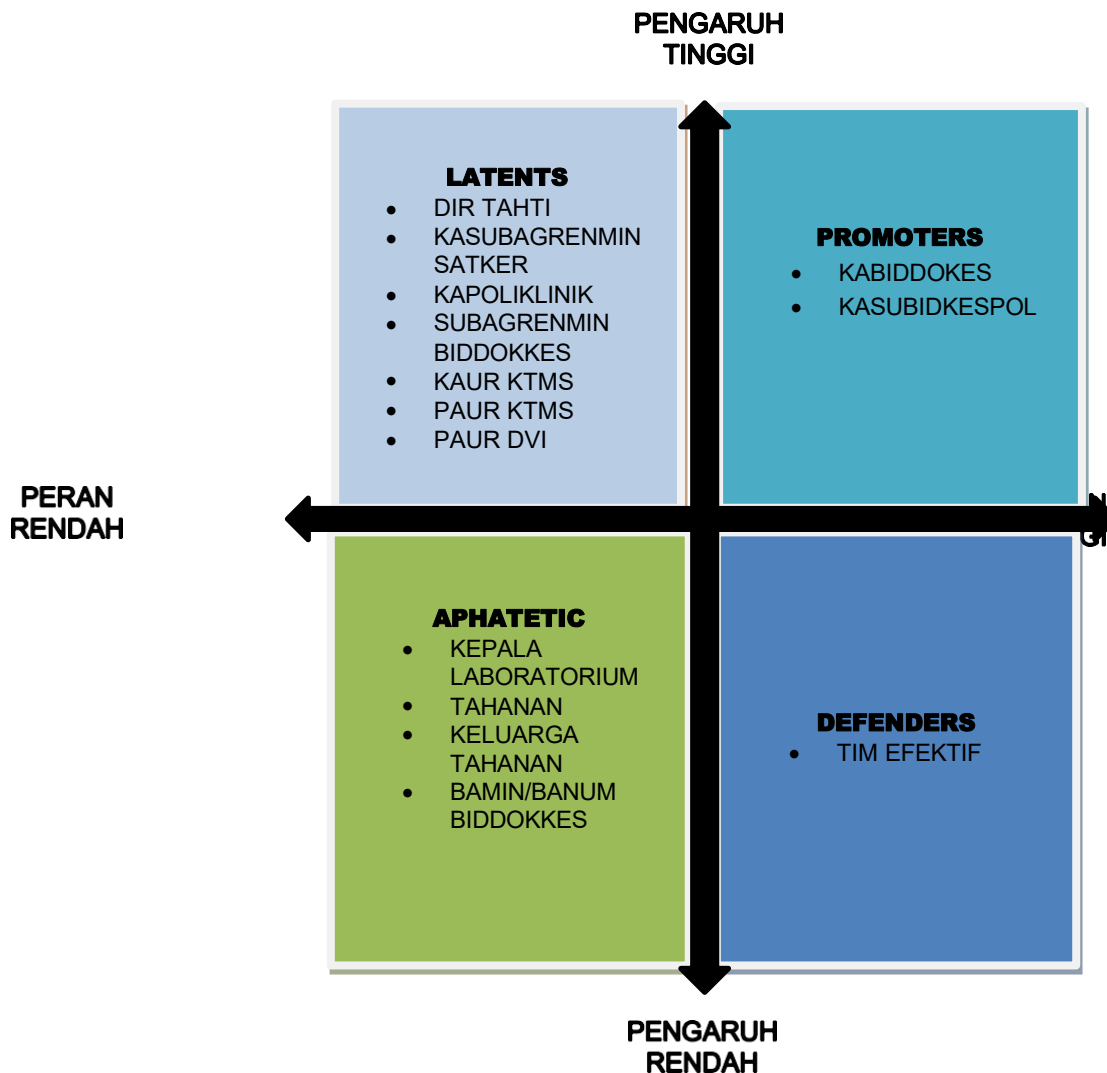 PENGARUH
TINGGI
LATENTS
• DIR TAHTI
• KASUBAGRENMIN
SATKER
• KAPOLIKLINIK
• SUBAGRENMIN
BIDDOKKES
• KAUR KTMS
• PAUR KTMS
• PAUR DVI
PROMOTERS
• KABIDDOKES
• KASUBIDKESPOL
PERAN
RENDAH
APHATETIC
• KEPALA
LABORATORIUM
• TAHANAN
• KELUARGA
TAHANAN
• BAMIN/BANUM
BIDDOKKES
DEFENDERS
• TIM EFEKTIF
PENGARUH
RENDAH